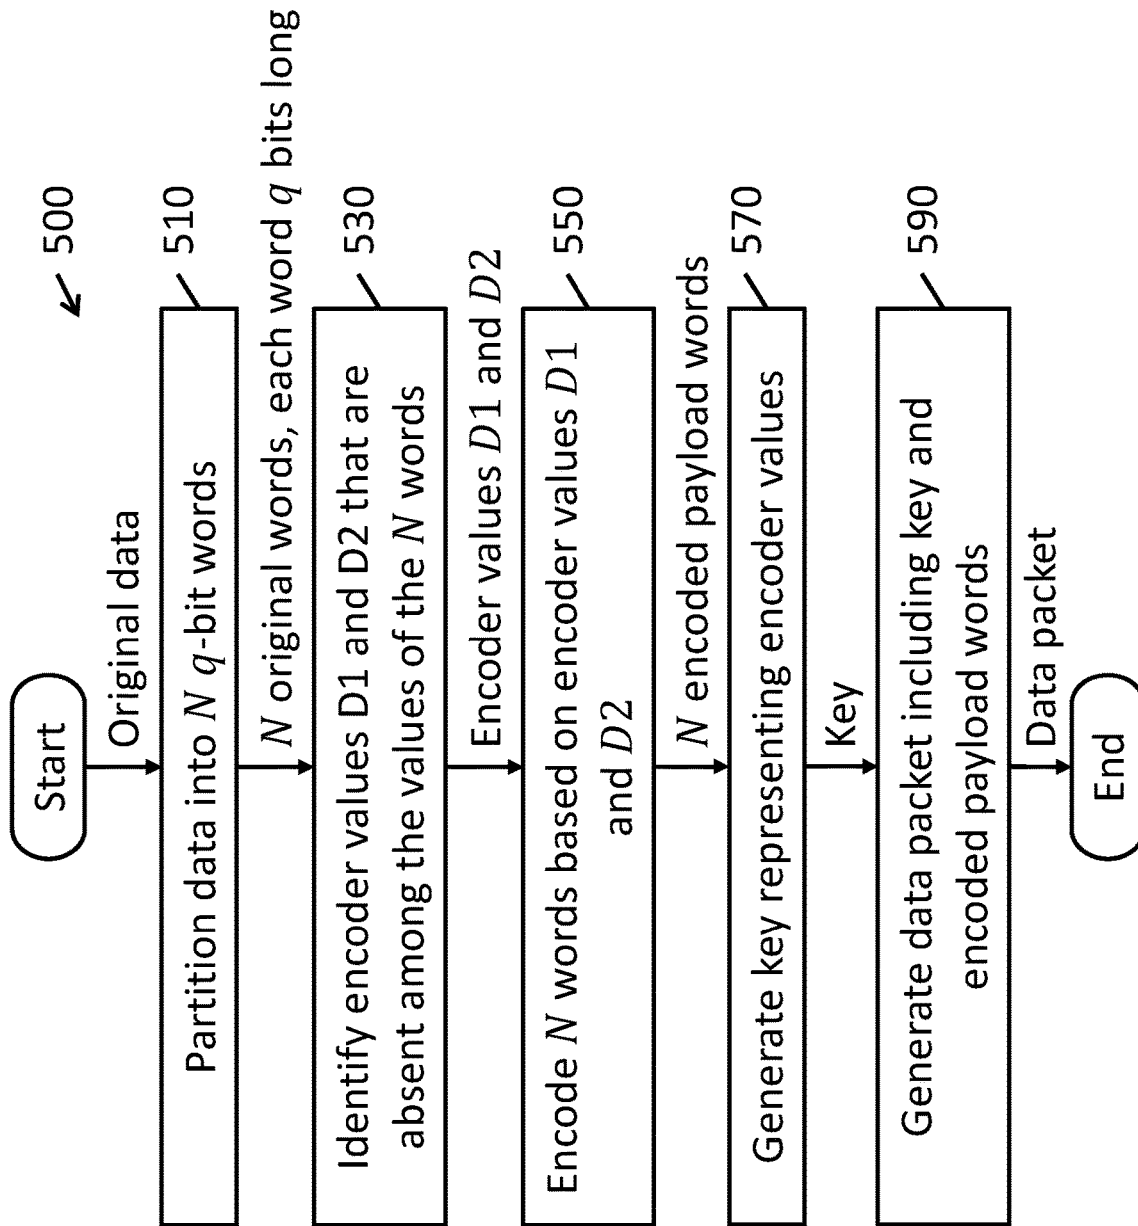 500
Start
Original data
510
Partition data into N q-bit words
N original words, each word q bits long
530
Identify encoder values D1 and D2 that are
absent among the values of the N words
Encoder values D1 and D2
550
Encode N words based on encoder values D1
and D2
N encoded payload words
570
Generate key representing encoder values
Key
590
Generate data packet including key and
encoded payload words
Data packet
End